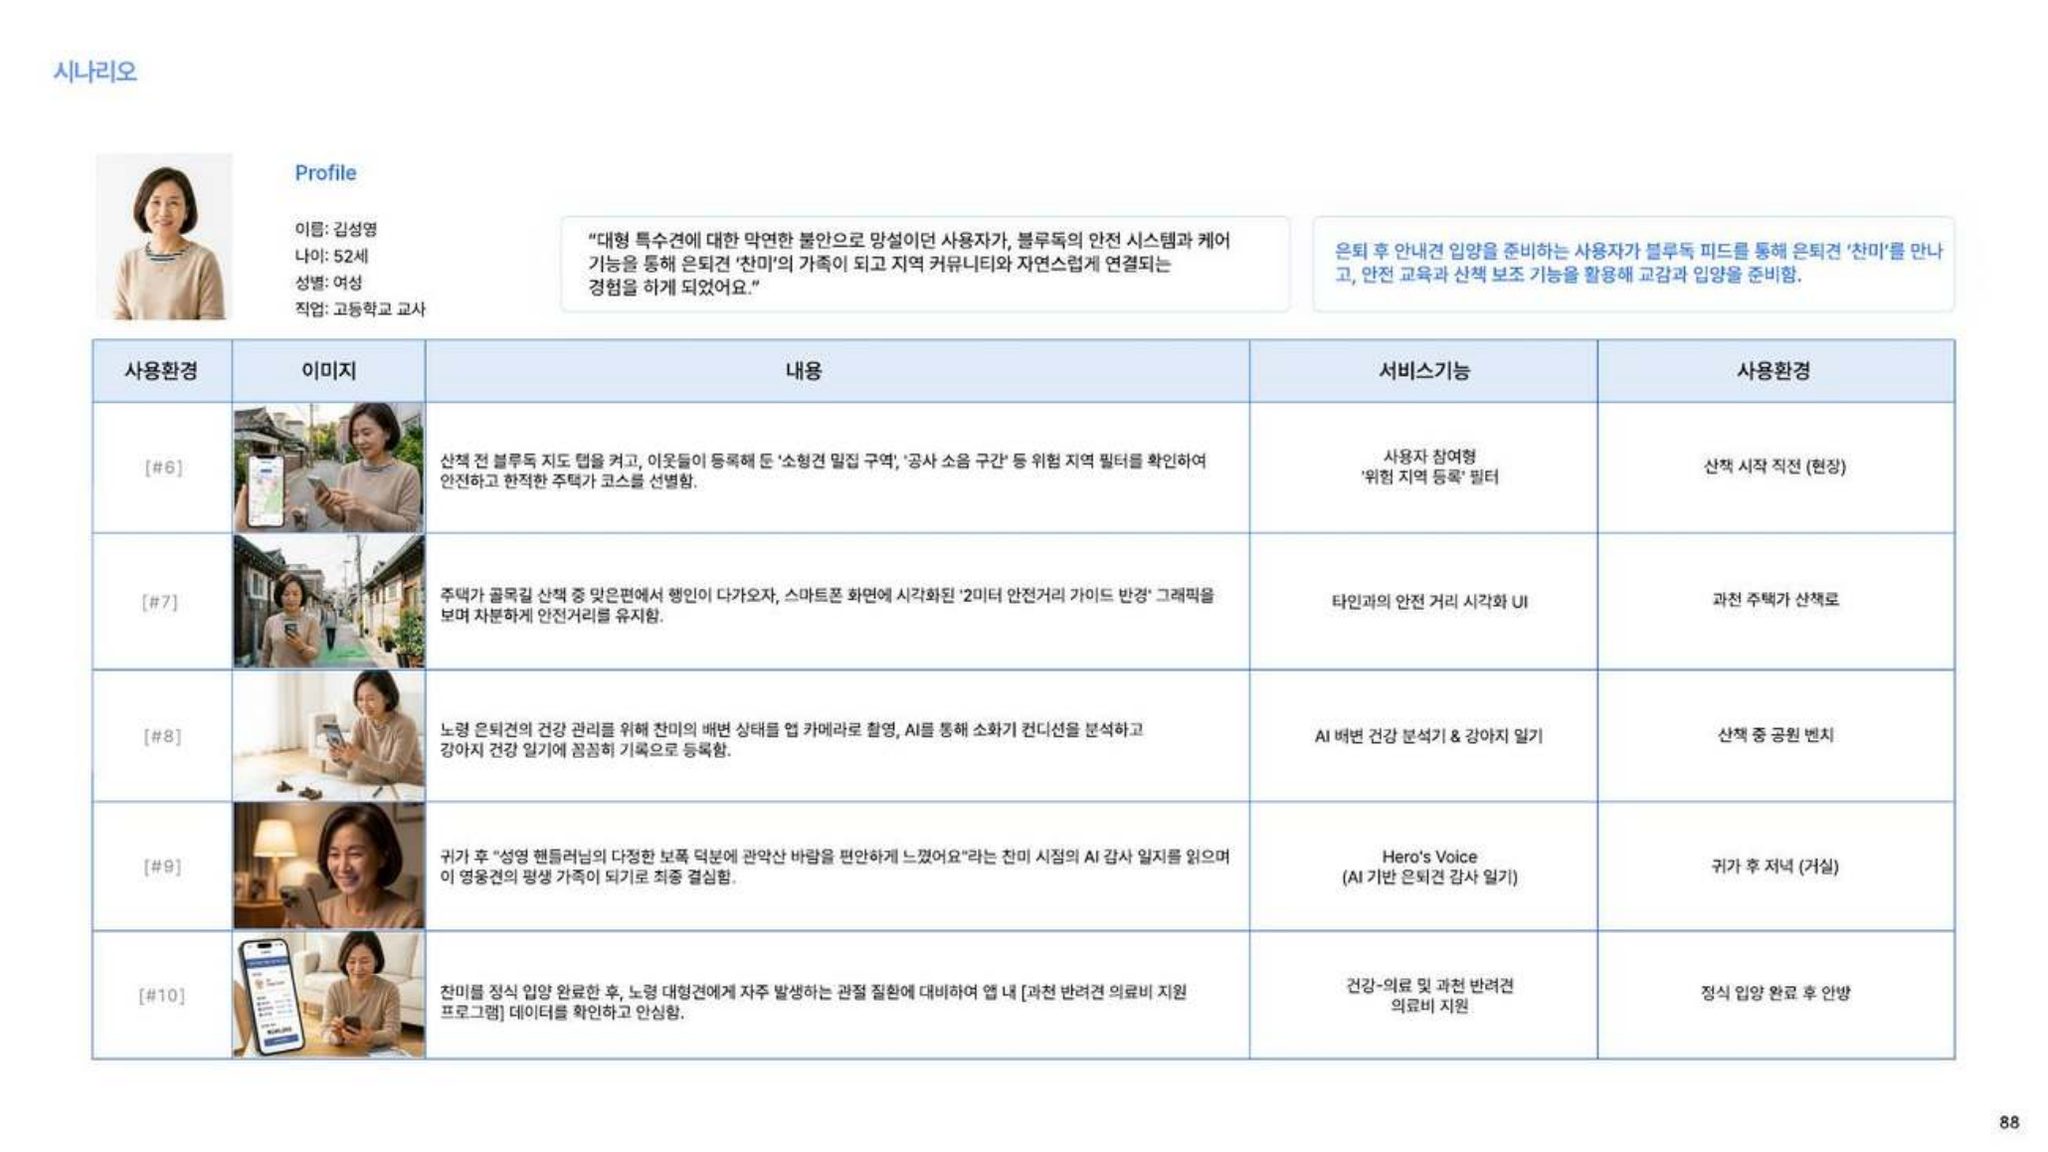 시나리오
Profile
이름: 김성영
나이: 52세
성별: 여성
직업: 고등학교 교사
“대형 특수견에 대한 막연한 불안으로 망설이던 사용자가, 블루독의 안전 시스템과 케어
기능을 통해 은퇴견 ‘찬미’의 가족이 되고 지역 커뮤니티와 자연스럽게 연결되는
경험을 하게 되었어요.”
은퇴 후 안내견 입양을 준비하는 사용자가 블루독 피드를 통해 은퇴견 ‘찬미’를 만나
고, 안전 교육과 산책 보조 기능을 활용해 교감과 입양을 준비함.
사용환경 이미지 내용 서비스기능 사용환경
[#6]
산책 전 블루독 지도 탭을 켜고, 이웃들이 등록해 둔 '소형견 밀집 구역', '공사 소음 구간' 등 위험 지역 필터를 확인하여
안전하고 한적한 주택가 코스를 선별함.
사용자 참여형
'위험 지역 등록' 필터
산책 시작 직전 (현장)
[#7]
주택가 골목길 산책 중 맞은편에서 행인이 다가오자, 스마트폰 화면에 시각화된 '2미터 안전거리 가이드 반경' 그래픽을
보며 차분하게 안전거리를 유지함.
타인과의 안전 거리 시각화 UI
과천 주택가 산책로
[#8]
노령 은퇴견의 건강 관리를 위해 찬미의 배변 상태를 앱 카메라로 촬영, AI를 통해 소화기 컨디션을 분석하고
강아지 건강 일기에 꼼꼼히 기록으로 등록함.
AI 배변 건강 분석기 & 강아지 일기
산책 중 공원 벤치
[#9]
귀가 후 "성영 핸들러님의 다정한 보폭 덕분에 관악산 바람을 편안하게 느꼈어요"라는 찬미 시점의 AI 감사 일지를 읽으며
이 영웅견의 평생 가족이 되기로 최종 결심함.
Hero's Voice
(AI 기반 은퇴견 감사 일기)
귀가 후 저녁 (거실)
[#10]
찬미를 정식 입양 완료한 후, 노령 대형견에게 자주 발생하는 관절 질환에 대비하여 앱 내 [과천 반려견 의료비 지원
프로그램] 데이터를 확인하고 안심함.
건강-의료 및 과천 반려견
의료비 지원
정식 입양 완료 후 안방
88